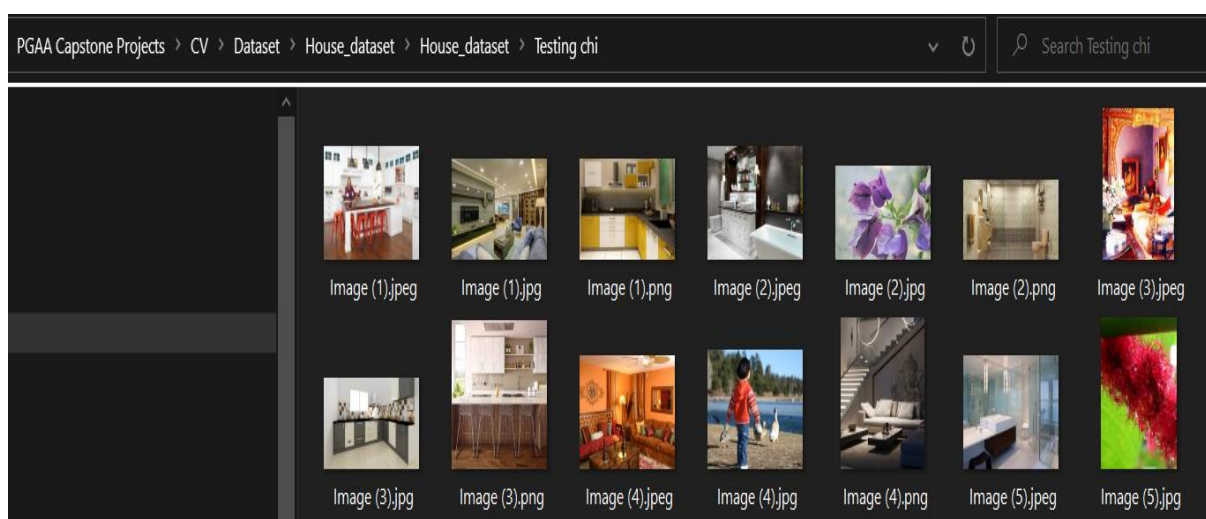 PGAA Capstone Projects > CV > Dataset > House_dataset > House_dataset > Testing chi
Search Testing chi
Image (1).jpeg
Image (1).jpg
Image (1).png
Image (2).jpeg
Image (2).jpg
Image (2).png
Image (3).jpeg
Image (3).jpg
Image (3).png
Image (4).jpeg
Image (4).jpg
Image (4).png
Image (5).jpeg
Image (5).jpg